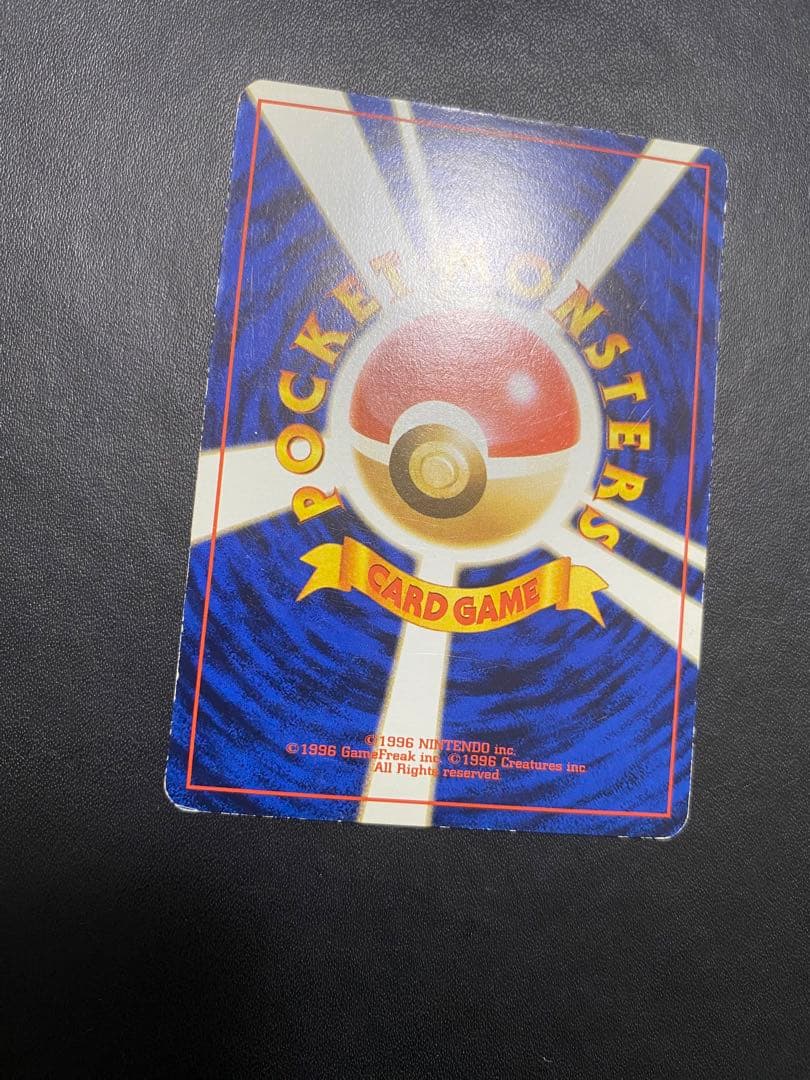 POCKET MONSTERS
CARD GAME
©1996 NINTENDO inc.
©1996 GameFreak inc. ©1996 Creatures inc
All Rights reserved.